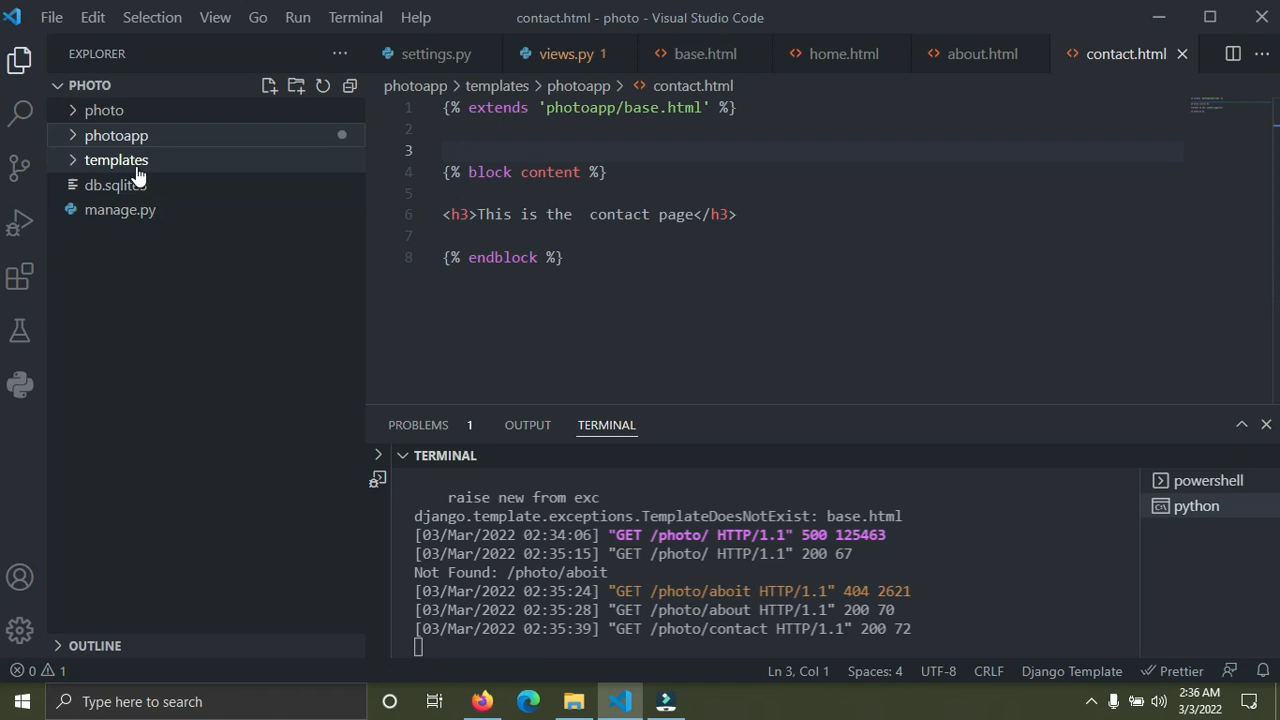 File Edit Selection View Go Run Terminal Help contact.html - photo - Visual Studio Code
EXPLORER
settings.py views.py 1 base.html home.html about.html contact.html
PHOTO
photoapp > templates > photoapp > contact.html
photo
photoapp
templates
db.sqlite3
manage.py
1 {% extends 'photoapp/base.html' %}
2
3
4 {% block content %}
5
6 <h3>This is the  contact page</h3>
7
8 {% endblock %}
PROBLEMS 1 OUTPUT TERMINAL
TERMINAL
powershell
python
raise new from exc
django.template.exceptions.TemplateDoesNotExist: base.html
[03/Mar/2022 02:34:06] "GET /photo/ HTTP/1.1" 500 125463
[03/Mar/2022 02:35:15] "GET /photo/ HTTP/1.1" 200 67
Not Found: /photo/aboit
[03/Mar/2022 02:35:24] "GET /photo/aboit HTTP/1.1" 404 2621
[03/Mar/2022 02:35:28] "GET /photo/about HTTP/1.1" 200 70
[03/Mar/2022 02:35:39] "GET /photo/contact HTTP/1.1" 200 72
OUTLINE
0 1 Ln 3, Col 1 Spaces: 4 UTF-8 CRLF Django Template Prettier
Type here to search
2:36 AM
3/3/2022